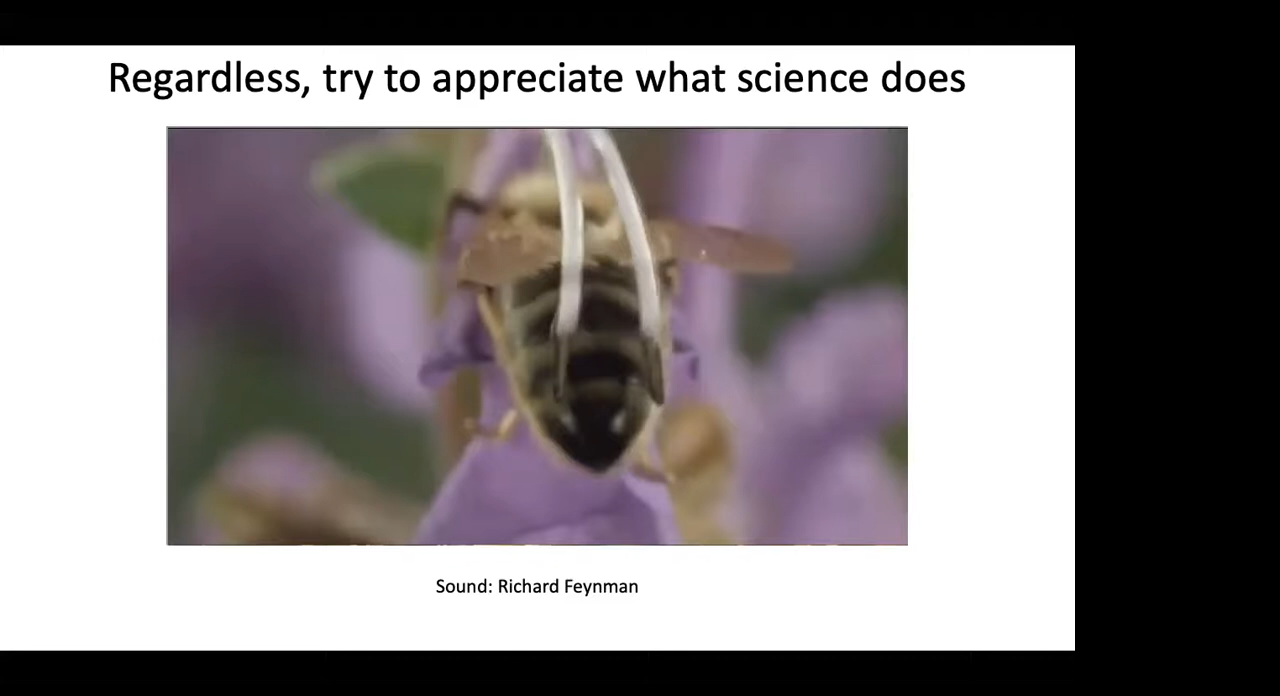 Regardless, try to appreciate what science does
Sound: Richard Feynman